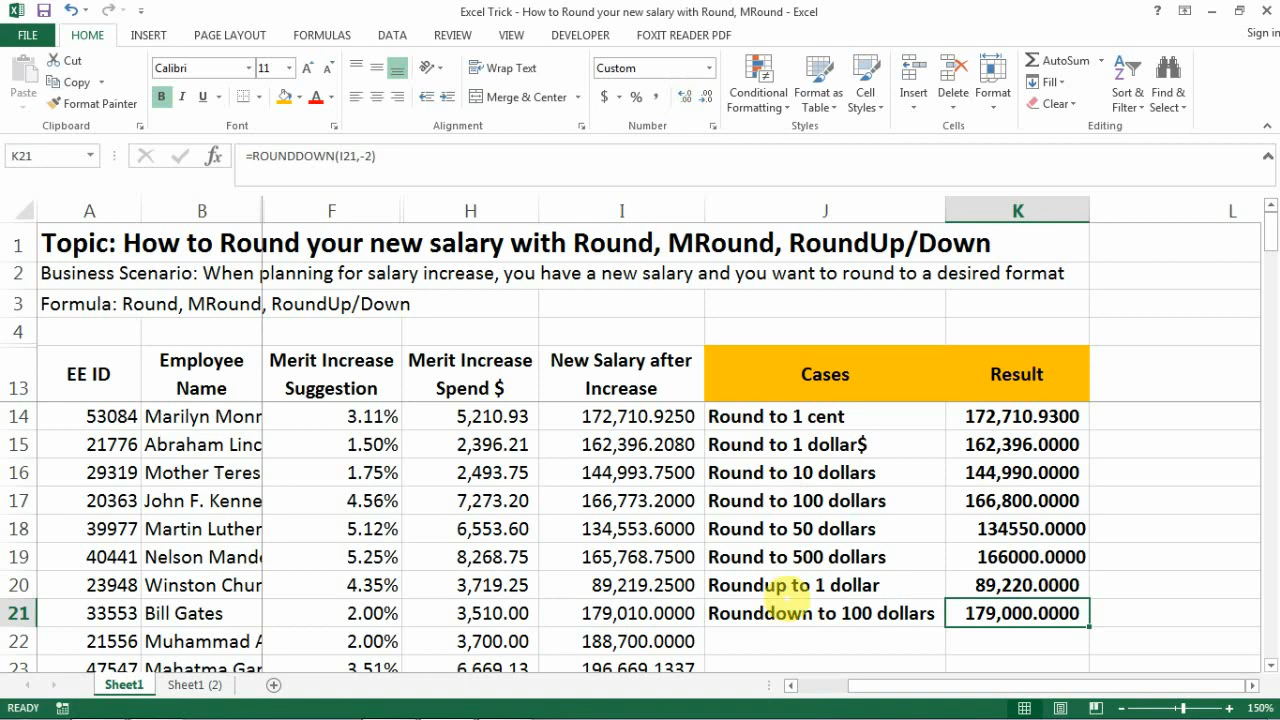 Excel Trick - How to Round your new salary with Round, MRound - Excel
FILE HOME INSERT PAGE LAYOUT FORMULAS DATA REVIEW VIEW DEVELOPER FOXIT READER PDF Sign in
Cut
Copy
Format Painter
Paste
Clipboard
Calibri 11
B I U
Font
Wrap Text
Merge & Center
Alignment
Custom
$ % ,
Number
Conditional Formatting
Format as Table
Cell Styles
Styles
Insert Delete Format
Cells
AutoSum
Fill
Clear
Sort & Filter
Find & Select
Editing
K21 fx =ROUNDDOWN(I21,-2)
A B F H I J K L
1 Topic: How to Round your new salary with Round, MRound, RoundUp/Down
2 Business Scenario: When planning for salary increase, you have a new salary and you want to round to a desired format
3 Formula: Round, MRound, RoundUp/Down
4
13 EE ID Employee Name Merit Increase Suggestion Merit Increase Spend $ New Salary after Increase Cases Result
14 53084 Marilyn Monr 3.11% 5,210.93 172,710.9250 Round to 1 cent 172,710.9300
15 21776 Abraham Linc 1.50% 2,396.21 162,396.2080 Round to 1 dollar$ 162,396.0000
16 29319 Mother Teres 1.75% 2,493.75 144,993.7500 Round to 10 dollars 144,990.0000
17 20363 John F. Kenne 4.56% 7,273.20 166,773.2000 Round to 100 dollars 166,800.0000
18 39977 Martin Luther 5.12% 6,553.60 134,553.6000 Round to 50 dollars 134550.0000
19 40441 Nelson Mande 5.25% 8,268.75 165,768.7500 Round to 500 dollars 166000.0000
20 23948 Winston Chur 4.35% 3,719.25 89,219.2500 Roundup to 1 dollar 89,220.0000
21 33553 Bill Gates 2.00% 3,510.00 179,010.0000 Rounddown to 100 dollars 179,000.0000
22 21556 Muhammad A 2.00% 3,700.00 188,700.0000
23 47547 Mahatma Gar 3.51% 6,669.13 196,669.1337
Sheet1 Sheet1 (2)
READY 150%